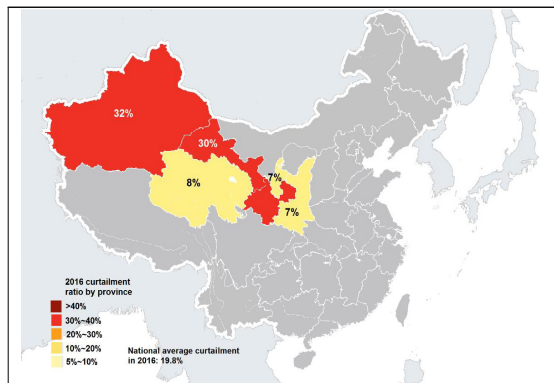 32%
30%
7%
8%
7%
2016 curtailment
ratio by province
>40%
30%~40%
20%~30%
10%~20%
5%~10%
National average curtailment
in 2016: 19.8%